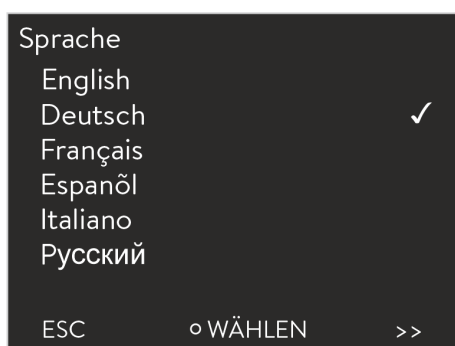 Sprache
English
Deutsch ✓
Français
Espanõl
Italiano
Русский
ESC ○ WÄHLEN >>